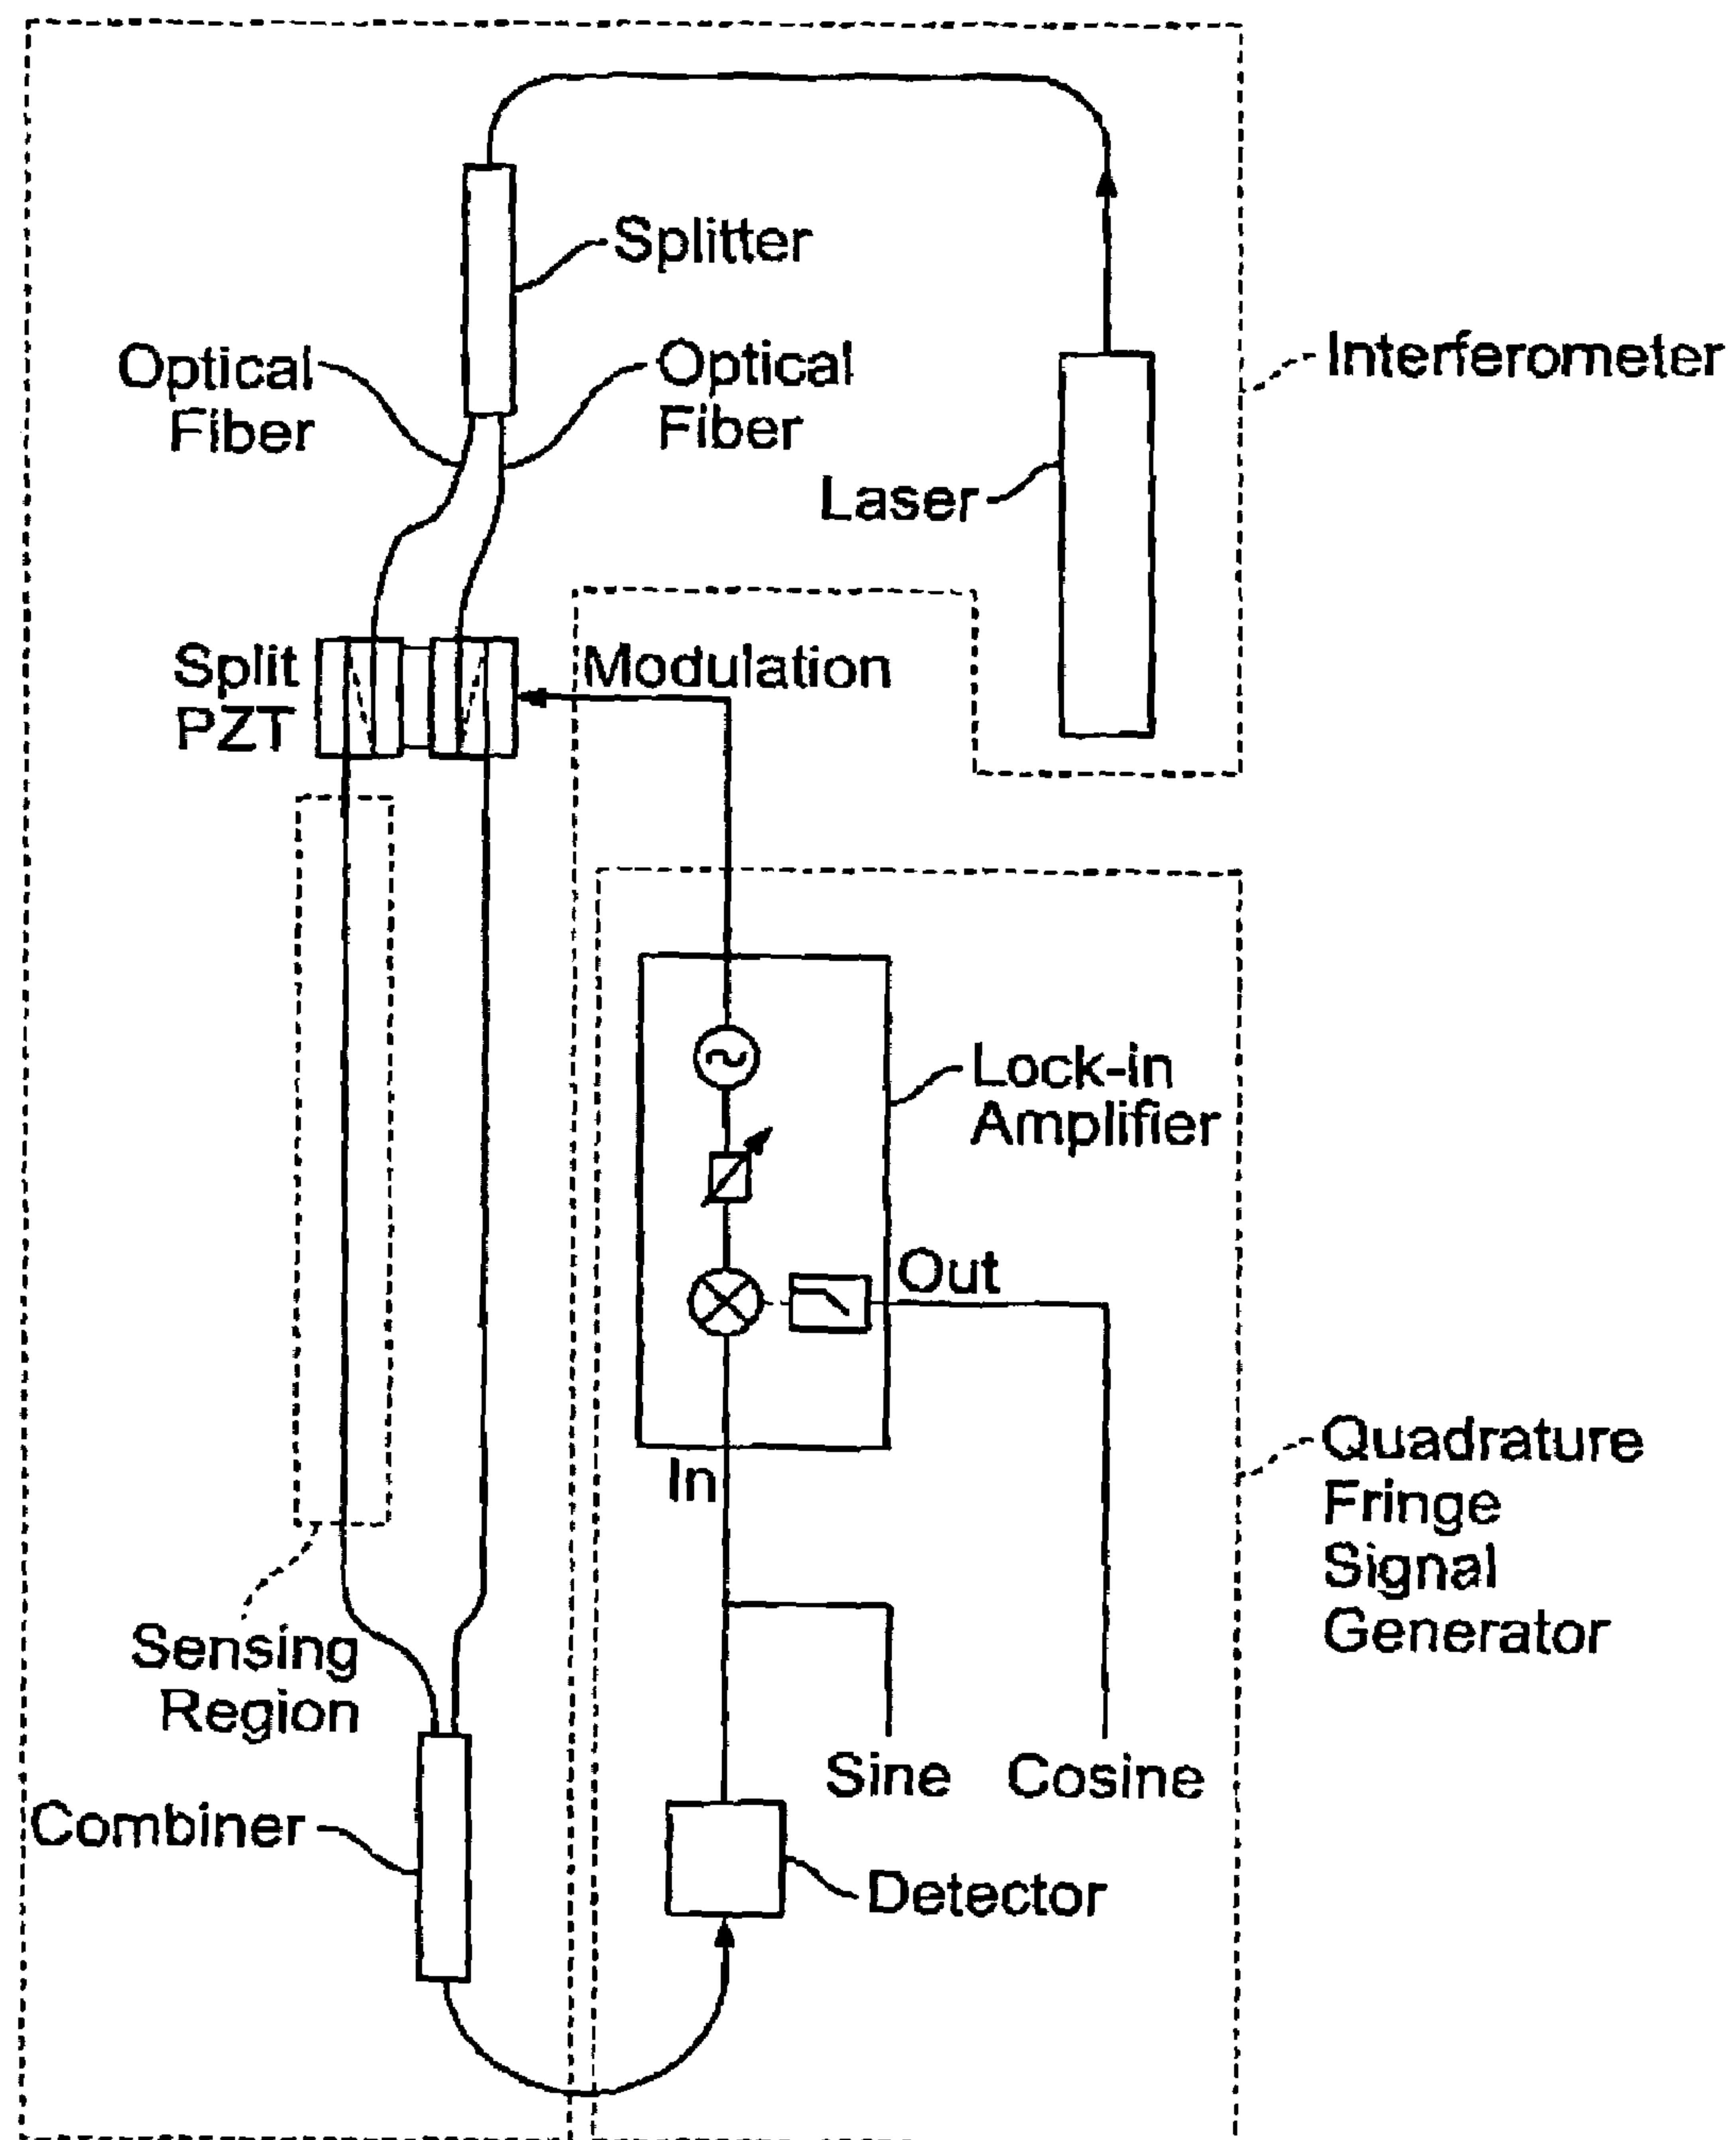 Splitter
Optical
Fiber
Optical
Fiber
Interferometer
Laser
Split
PZT
Modulation
Lock-in
Amplifier
Out
In
Quadrature
Fringe
Signal
Generator
Sensing
Region
Sine
Cosine
Combiner
Detector